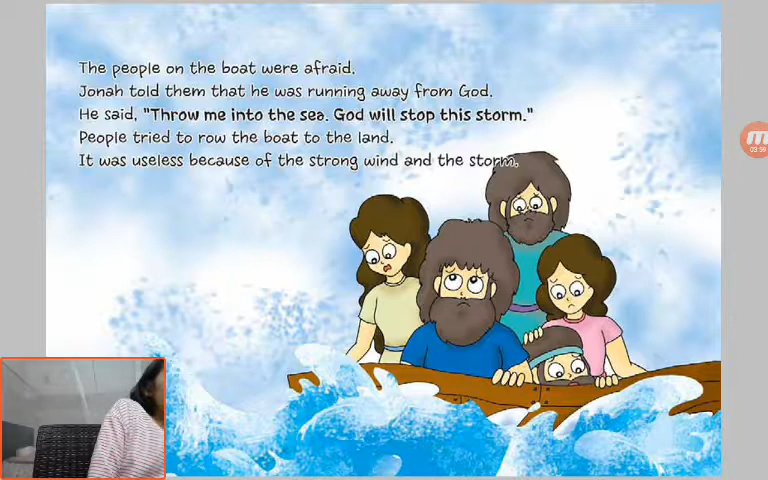 The people on the boat were afraid.
Jonah told them that he was running away from God.
He said, "Throw me into the sea. God will stop this storm."
People tried to row the boat to the land.
It was useless because of the strong wind and the storm.
03:59